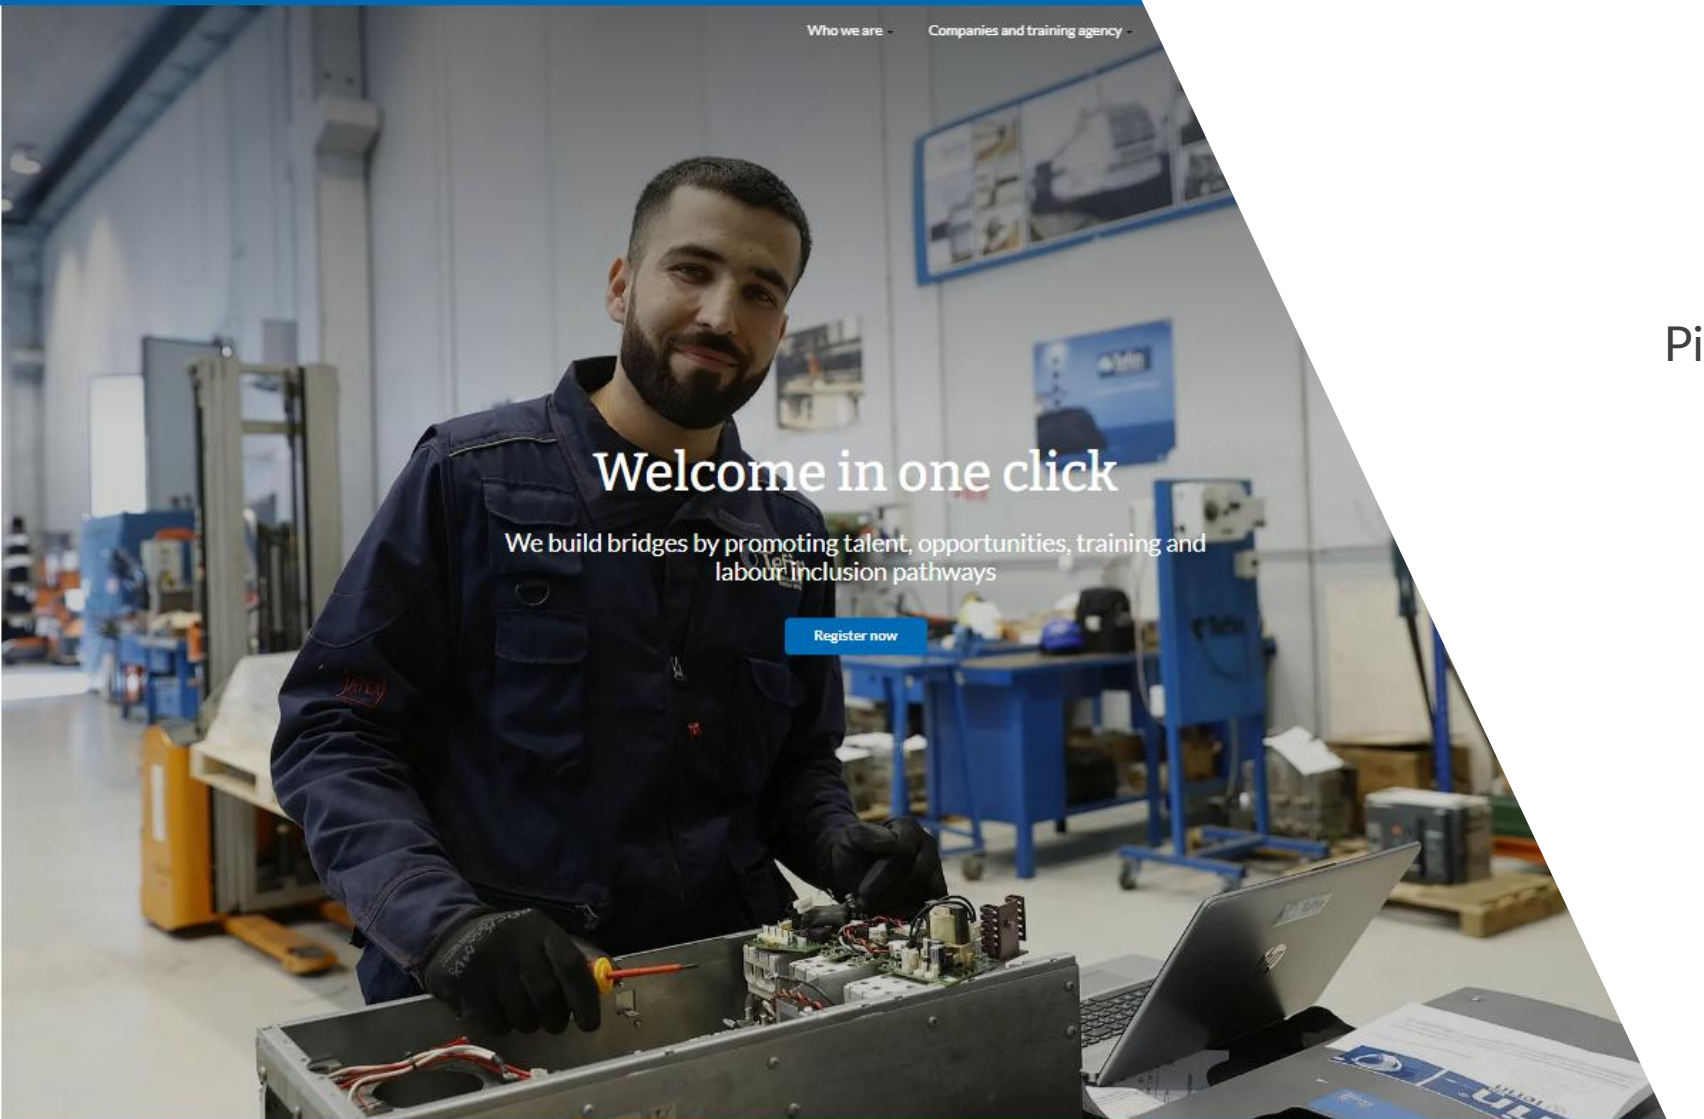 Who we are
Companies and training agency
Pi
Welcome in one click
We build bridges by promoting talent, opportunities, training and
labour inclusion pathways
Register now